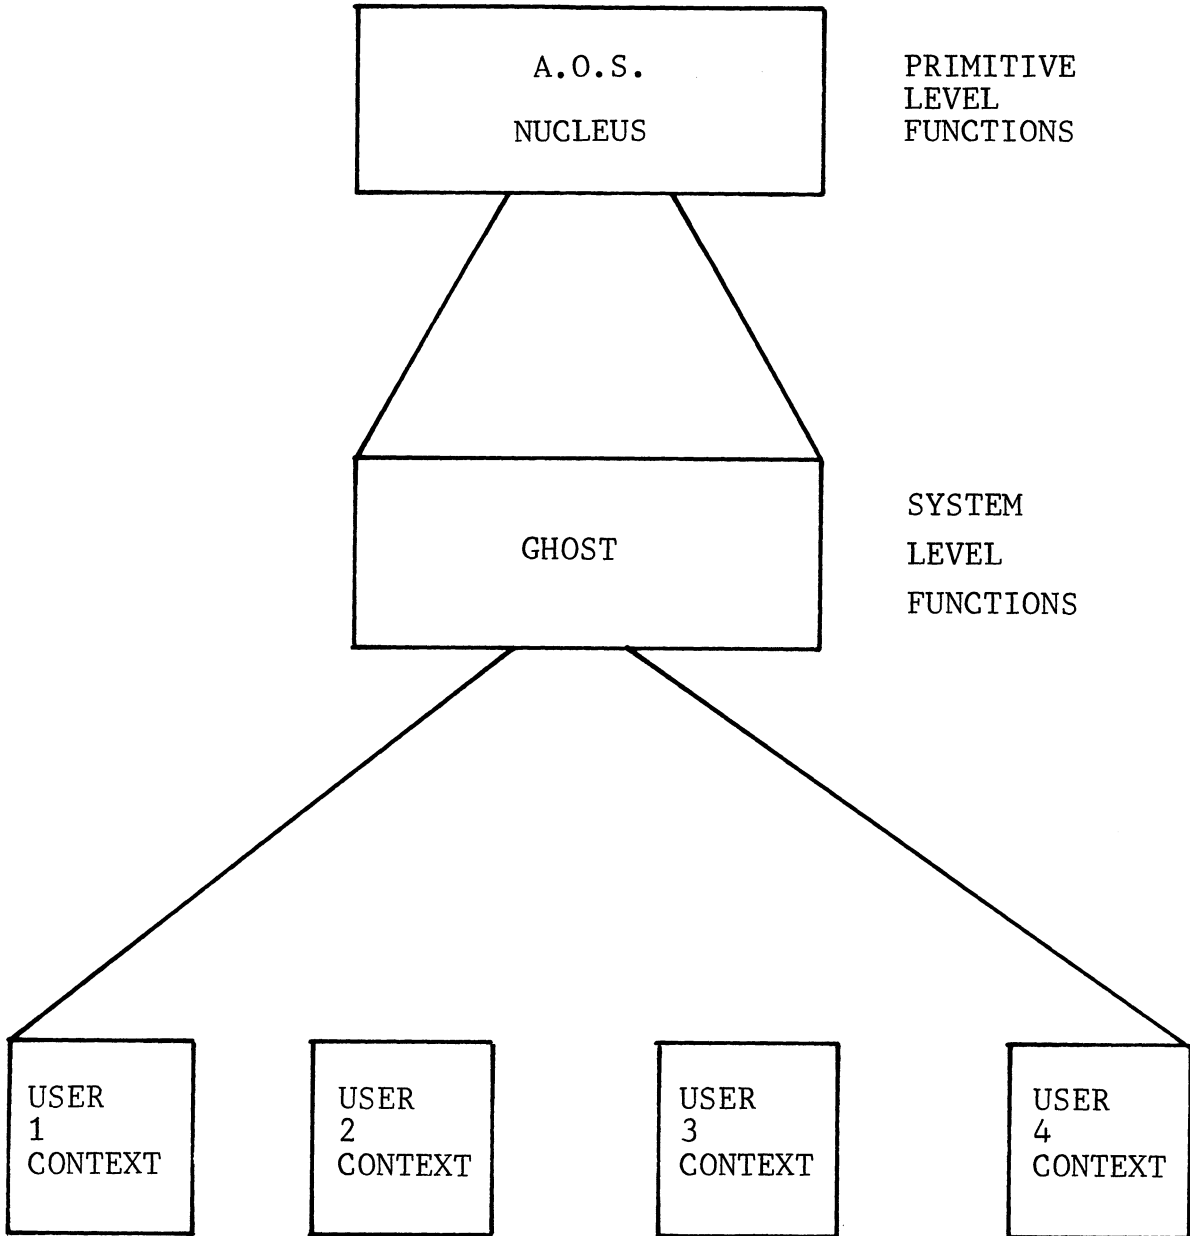 A.O.S.
NUCLEUS
PRIMITIVE
LEVEL
FUNCTIONS
GHOST
SYSTEM
LEVEL
FUNCTIONS
USER
1
CONTEXT
USER
2
CONTEXT
USER
3
CONTEXT
USER
4
CONTEXT